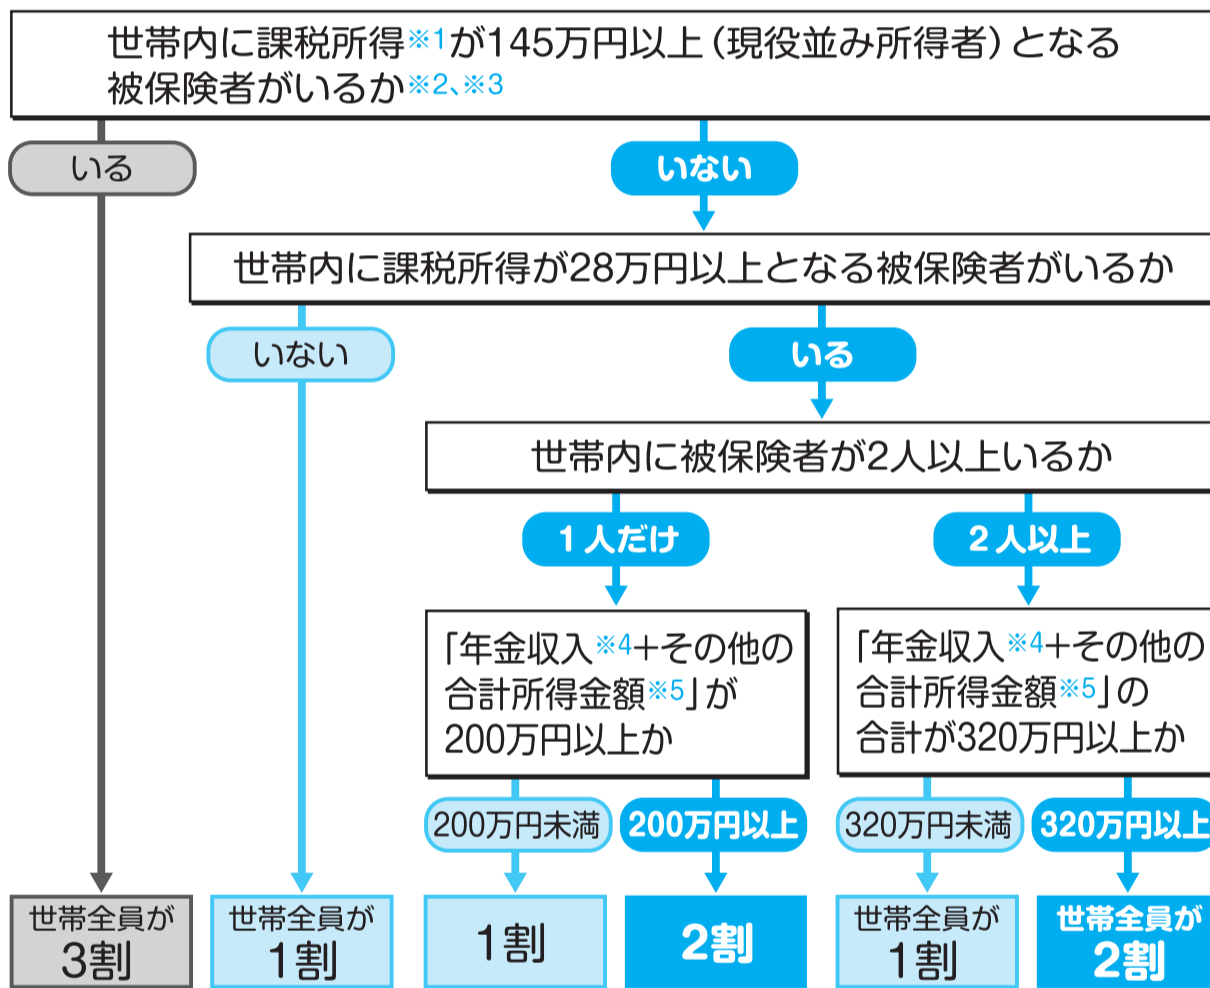 世帯内に課税所得※1が145万円以上(現役並み所得者)となる
被保険者がいるか※2、※3
いる
いない
世帯内に課税所得が28万円以上となる被保険者がいるか
いない
いる
世帯内に被保険者が2人以上いるか
1人だけ
2人以上
「年金収入※4+その他の
合計所得金額※5」が
200万円以上か
「年金収入※4+その他の
合計所得金額※5」の
合計が320万円以上か
200万円未満
200万円以上
320万円未満
320万円以上
世帯全員が
3割
世帯全員が
1割
1割
2割
世帯全員が
1割
世帯全員が
2割